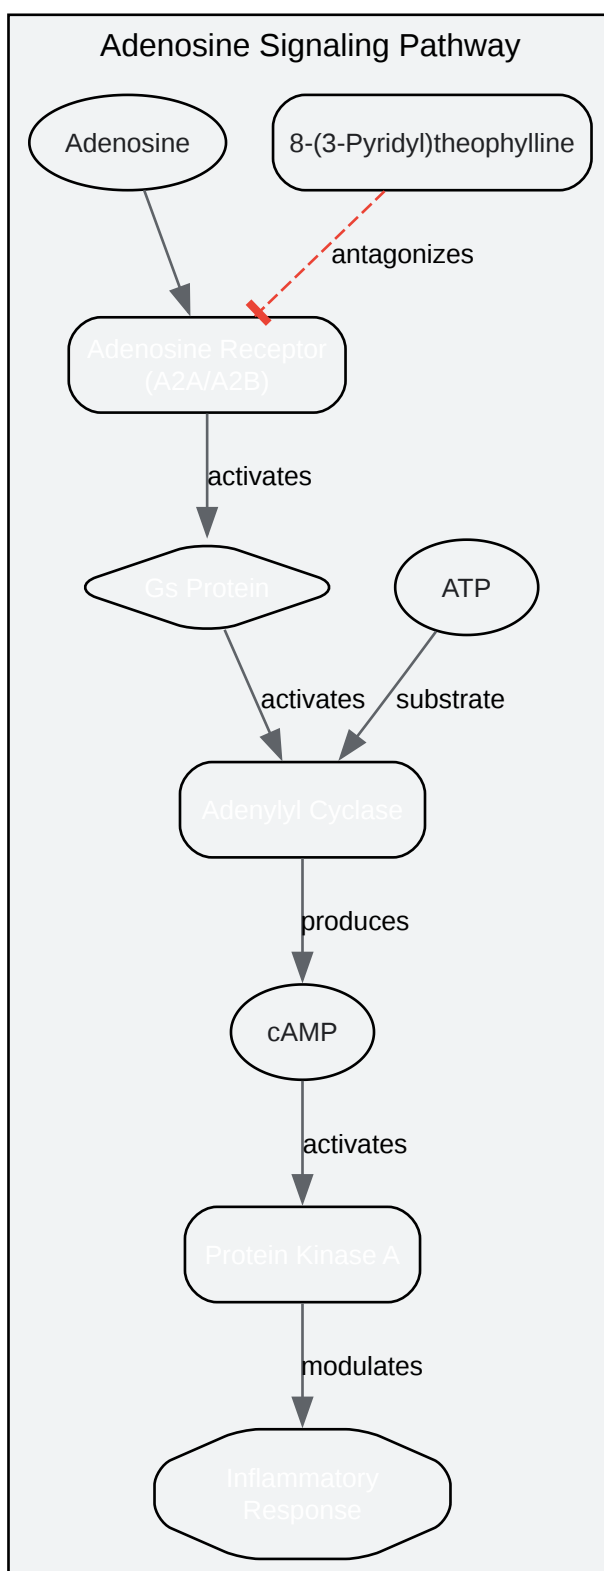 Adenosine Signaling Pathway
Adenosine
8-(3-Pyridyl)theophylline
antagonizes
Adenosine Receptor
(A2A/A2B)
activates
Gs Protein
ATP
activates
substrate
Adenylyl Cyclase
produces
cAMP
activates
Protein Kinase A
modulates
Inflammatory
Response